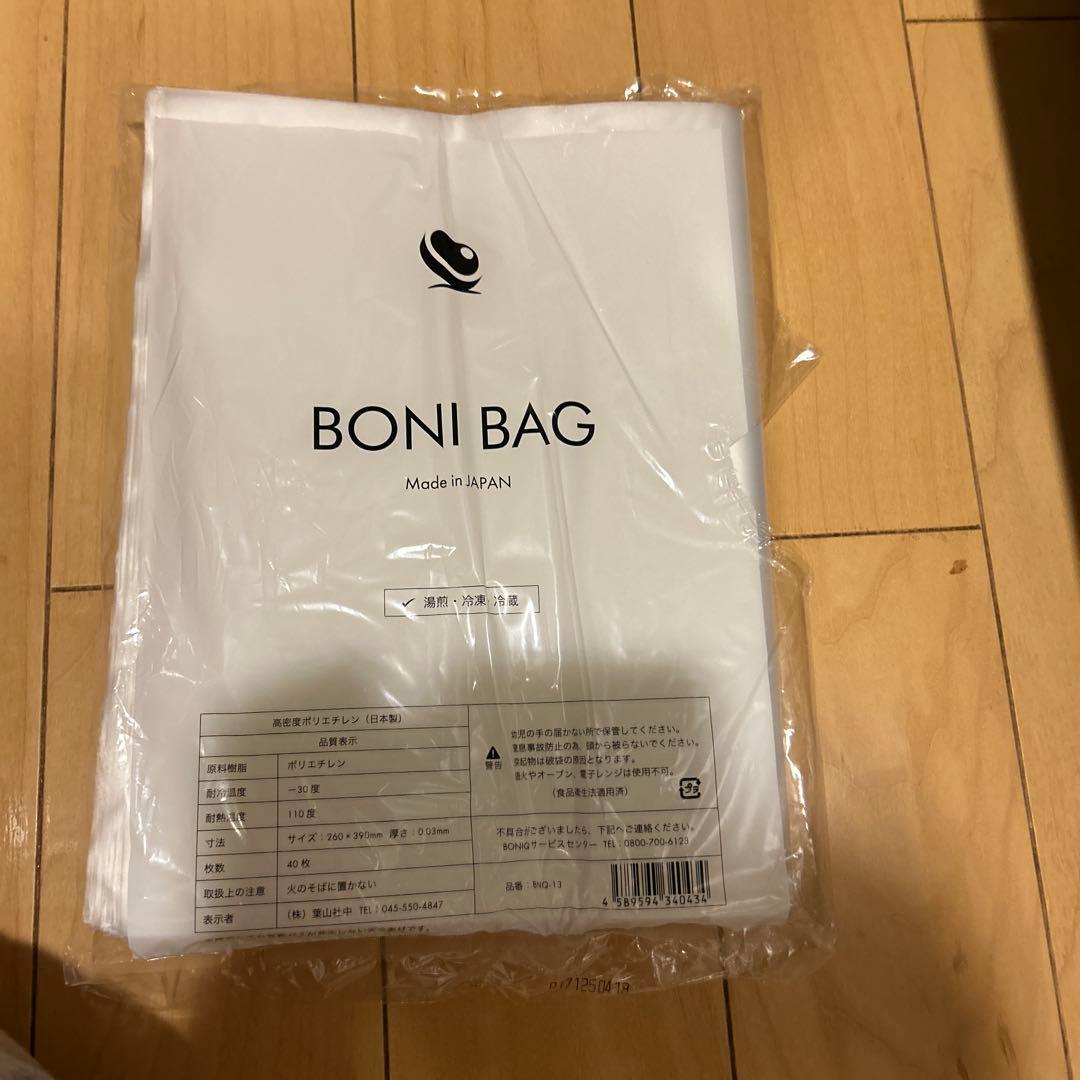 BONI BAG
Made in JAPAN
✓ 湯煎・冷凍 冷蔵
高密度ポリエチレン（日本製）
品質表示
原料樹脂 ポリエチレン
耐冷温度 −30度
耐熱温度 110度
寸法 サイズ：260×390mm 厚さ：0.03mm
枚数 40枚
取扱上の注意 火のそばに置かない
表示者 （株）葉山社中 TEL：045-550-4847
警告
幼児の手の届かない所で保管してください。
窒息事故防止の為、頭から被らないでください。
突起物は破袋の原因となります。
直火やオーブン、電子レンジは使用不可。
（食品衛生法適用済）
プラ
不具合がございましたら、下記へご連絡ください。
BONIQサービスセンター TEL：0800-700-6123
品番：BNQ-13
4 589594 340434